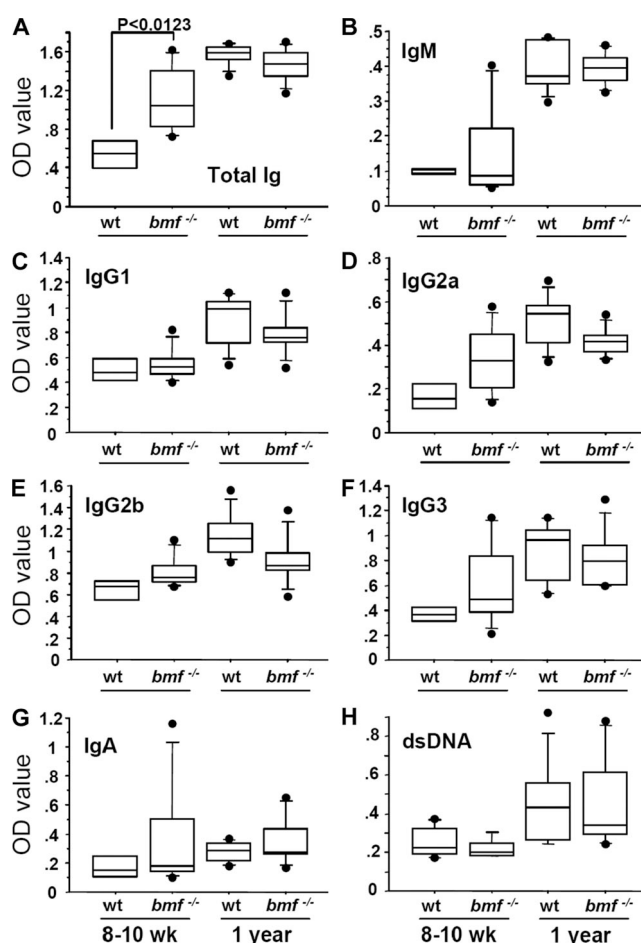 A
P<0.0123
OD value
1.6
1.2
.8
.4
0
Total Ig
wt bmf -/- wt bmf -/-
B
IgM
.5
.4
.3
.2
.1
0
wt bmf -/- wt bmf -/-
C
IgG1
OD value
1.4
1.2
1
.8
.6
.4
.2
0
wt bmf -/- wt bmf -/-
D
IgG2a
.8
.6
.4
.2
0
wt bmf -/- wt bmf -/-
E
IgG2b
OD value
1.6
1.4
1.2
1
.8
.6
.4
.2
0
wt bmf -/- wt bmf -/-
F
IgG3
1.4
1.2
1
.8
.6
.4
.2
0
wt bmf -/- wt bmf -/-
G
IgA
OD value
1.2
1
.8
.6
.4
.2
0
wt bmf -/- wt bmf -/-
8-10 wk 1 year
H
dsDNA
.8
.6
.4
.2
0
wt bmf -/- wt bmf -/-
8-10 wk 1 year